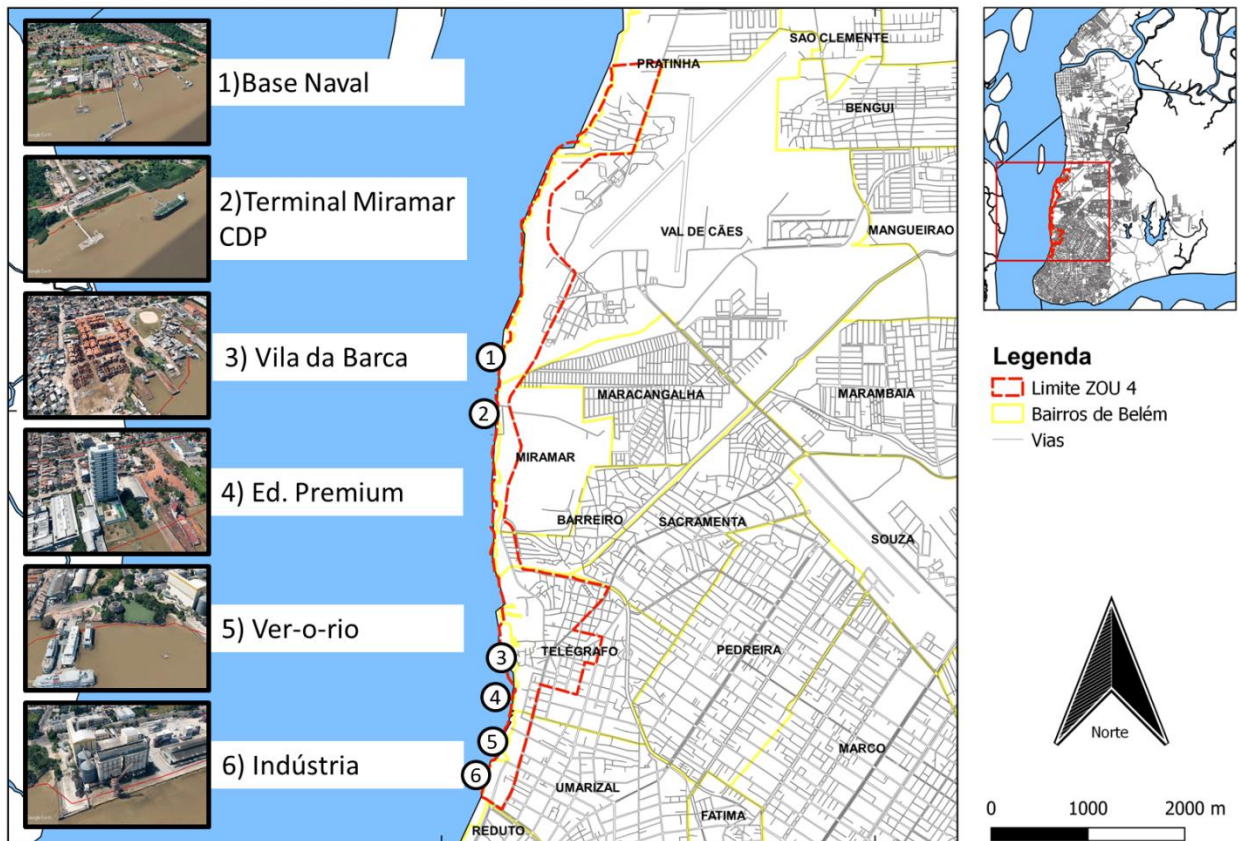 1)Base Naval
2)Terminal Miramar
CDP
3) Vila da Barca
4) Ed. Premium
5) Ver-o-rio
6) Indústria
SAO CLEMENTE
PRATINHA
BENGUI
VAL DE CÃES
MANGUEIRAO
1
MARACANGALHA
MARAMBAIA
2
MIRAMAR
BARREIRO
SACRAMENTA
SOUZA
3
TELÈGRAFO
PEDREIRA
4
5
MARCO
6
UMARIZAL
FATIMA
REDUTO
Legenda
Limite ZOU 4
Bairros de Belém
Vias
Norte
0 1000 2000 m